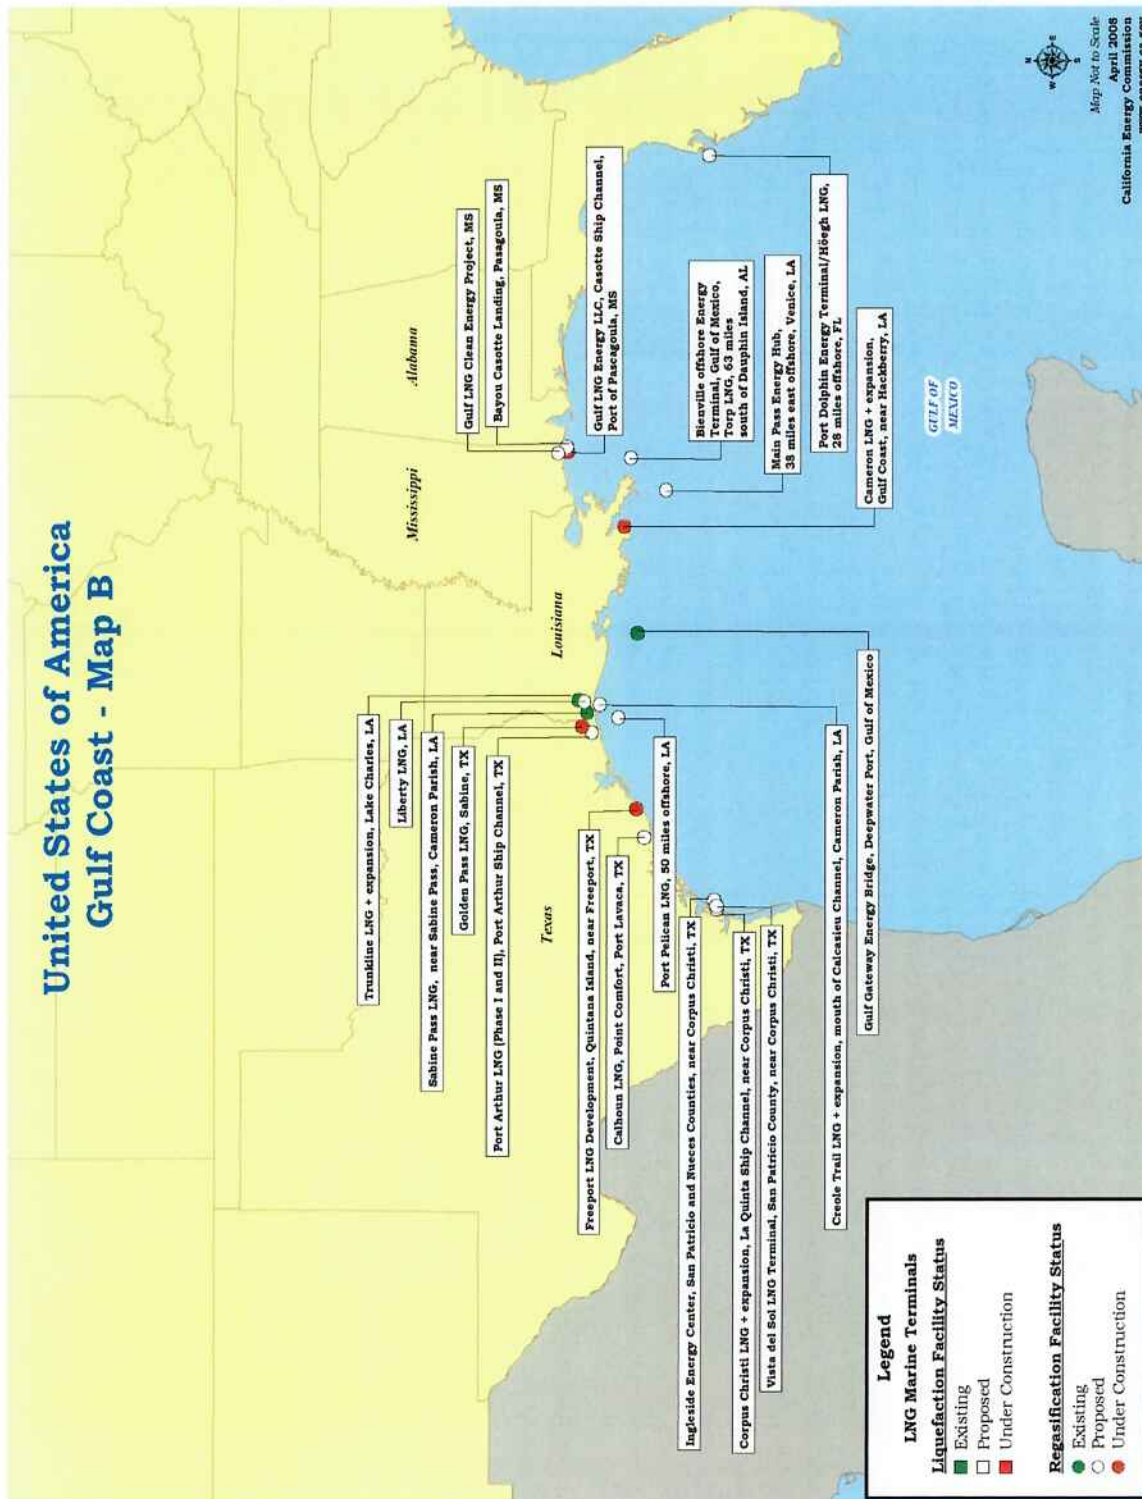 United States of America
Gulf Coast - Map B
Trunkline LNG + expansion, Lake Charles, LA
Liberty LNG, LA
Sabine Pass LNG, near Sabine Pass, Cameron Parish, LA
Golden Pass LNG, Sabine, TX
Port Arthur LNG (Phase I and II), Port Arthur Ship Channel, TX
Texas
Louisiana
Mississippi
Alabama
Gulf LNG Clean Energy Project, MS
Bayou Casotte Landing, Pasagoula, MS
Gulf LNG Energy LLC, Casotte Ship Channel,
Port of Pascagoula, MS
Freeport LNG Development, Quintana Island, near Freeport, TX
Calhoun LNG, Point Comfort, Port Lavaca, TX
Port Pelican LNG, 50 miles offshore, LA
Ingleside Energy Center, San Patricio and Nueces Counties, near Corpus Christi, TX
Corpus Christi LNG + expansion, La Quinta Ship Channel, near Corpus Christi, TX
Vista del Sol LNG Terminal, San Patricio County, near Corpus Christi, TX
Bienville offshore Energy
Terminal, Gulf of Mexico,
Torp LNG, 63 miles
south of Dauphin Island, AL
Main Pass Energy Hub,
38 miles east offshore, Venice, LA
Port Dolphin Energy Terminal/Höegh LNG,
28 miles offshore, FL
Cameron LNG + expansion,
Gulf Coast, near Hackberry, LA
Creole Trail LNG + expansion, mouth of Calcasieu Channel, Cameron Parish, LA
Gulf Gateway Energy Bridge, Deepwater Port, Gulf of Mexico
GULF OF
MEXICO
Legend
LNG Marine Terminals
Liquefaction Facility Status
Existing
Proposed
Under Construction
Regasification Facility Status
Existing
Proposed
Under Construction
N
W
E
S
Map Not to Scale
April 2008
California Energy Commission